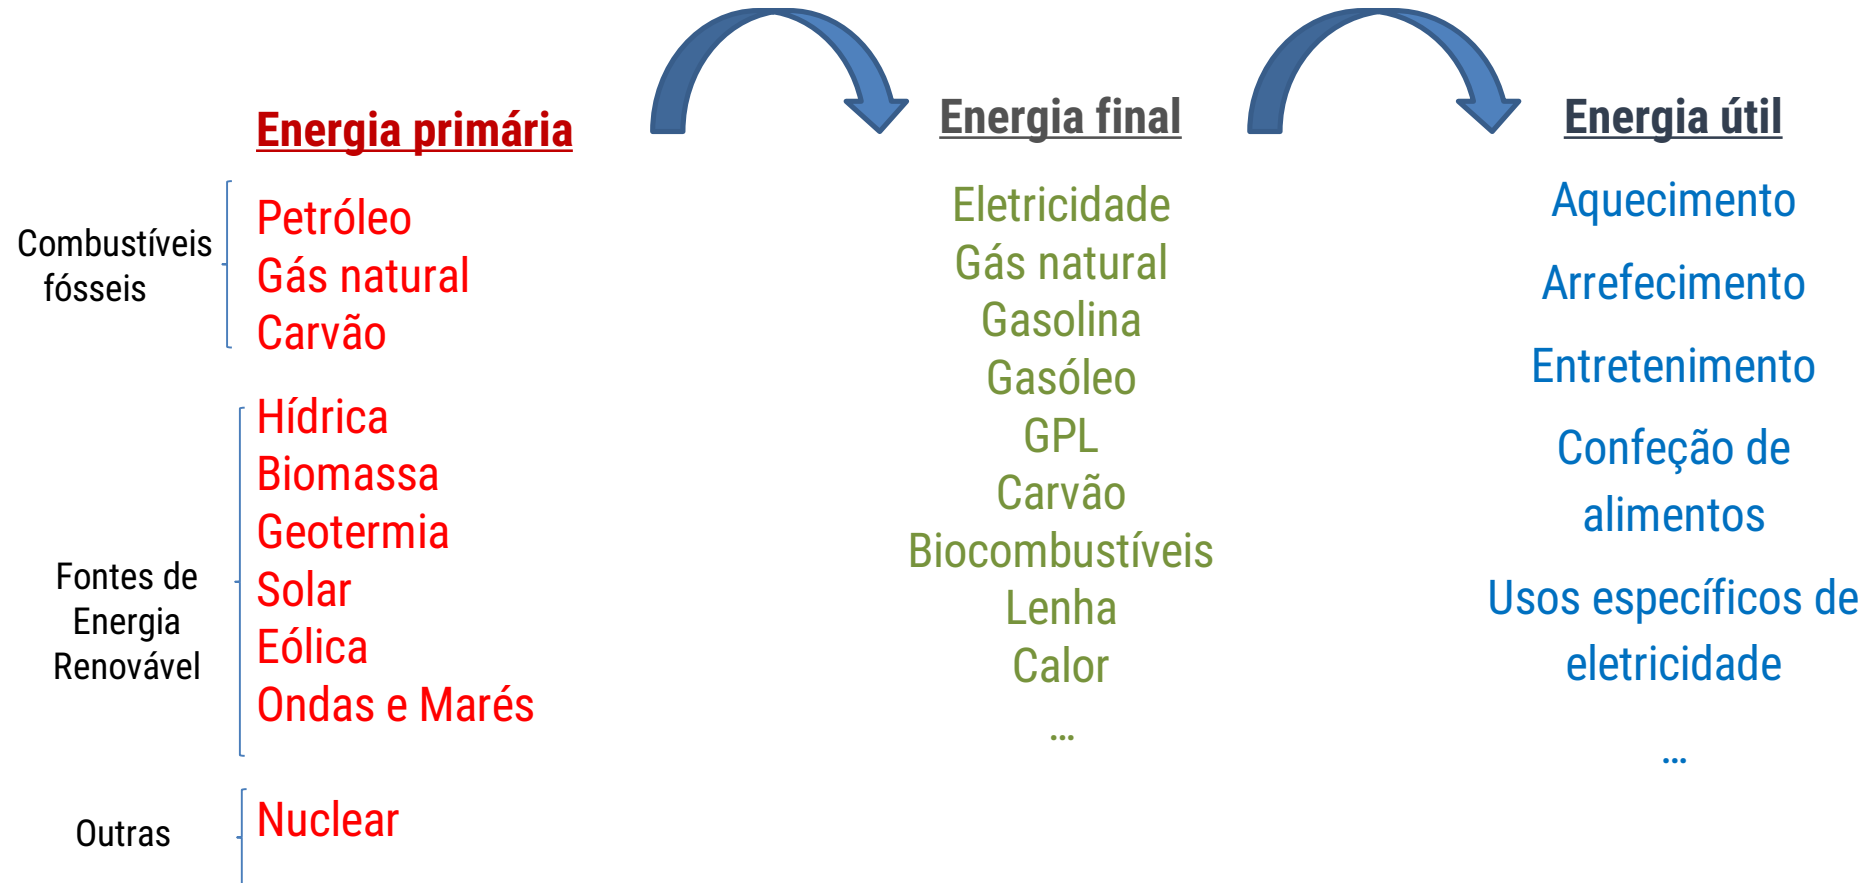 Energia primária
Combustíveis
fósseis
Petróleo
Gás natural
Carvão
Fontes de
Energia
Renovável
Hídrica
Biomassa
Geotermia
Solar
Eólica
Ondas e Marés
Outras
Nuclear
Energia final
Eletricidade
Gás natural
Gasolina
Gasóleo
GPL
Carvão
Biocombustíveis
Lenha
Calor
...
Energia útil
Aquecimento
Arrefecimento
Entretenimento
Confeção de
alimentos
Usos específicos de
eletricidade
...